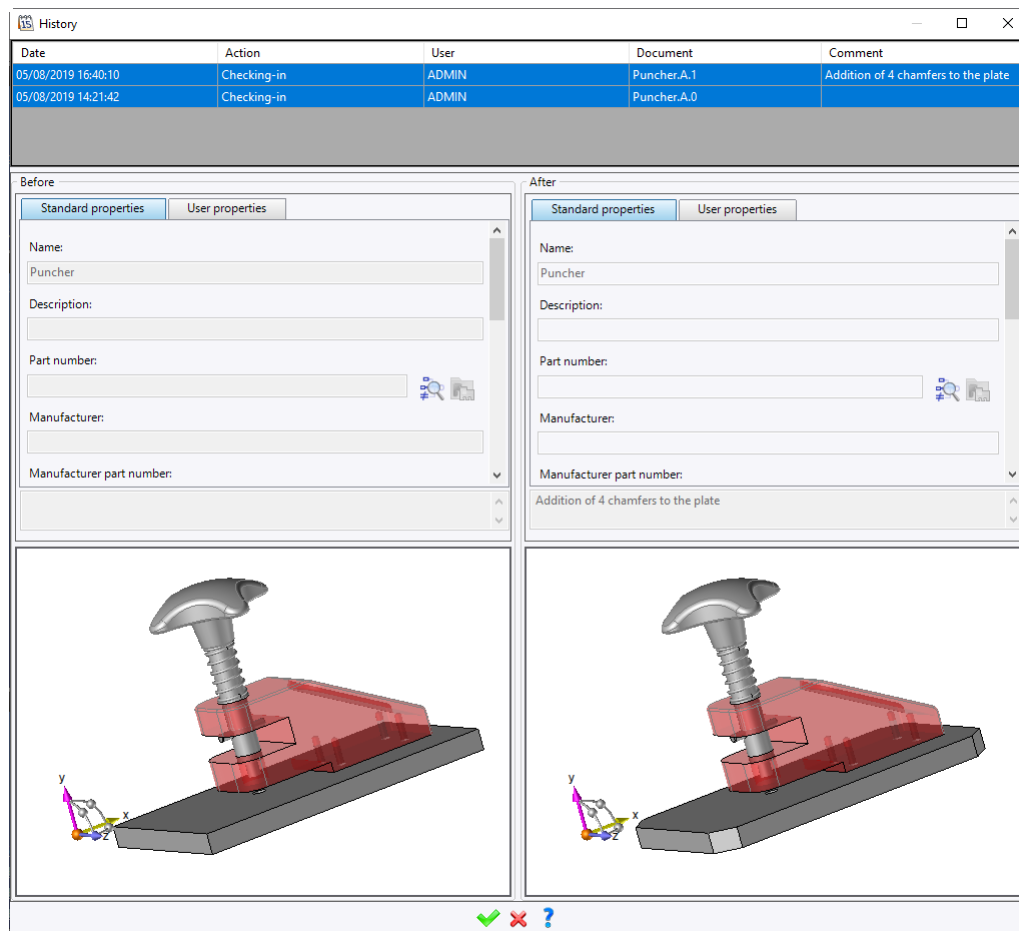 15 History
Date Action User Document Comment
05/08/2019 16:40:10 Checking-in ADMIN Puncher.A.1 Addition of 4 chamfers to the plate
05/08/2019 14:21:42 Checking-in ADMIN Puncher.A.0
Before
Standard properties User properties
Name:
Puncher
Description:
Part number:
Manufacturer:
Manufacturer part number:
After
Standard properties User properties
Name:
Puncher
Description:
Part number:
Manufacturer:
Manufacturer part number:
Addition of 4 chamfers to the plate
y
x
z
y
x
z
?